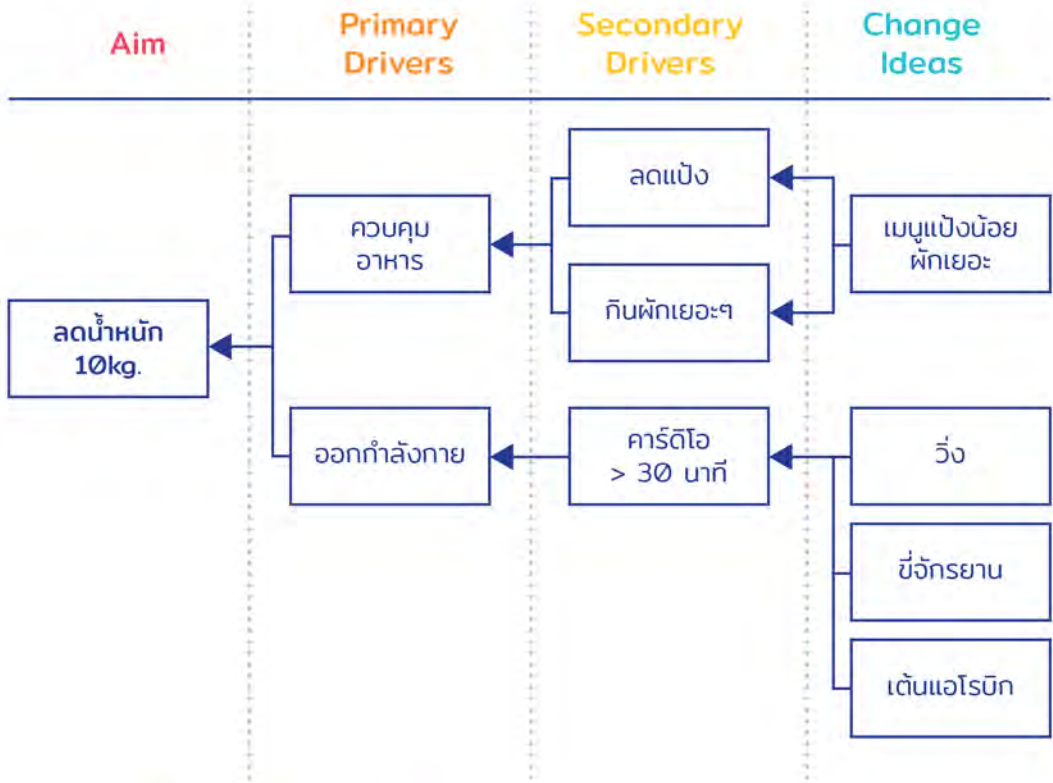 Aim
Primary
Drivers
Secondary
Drivers
Change
Ideas
ลดน้ำหนัก
10kg.
ควบคุม
อาหาร
ออกกำลังกาย
ลดแป้ง
กินผักเยอะๆ
คาร์ดิโอ
> 30 นาที
เมนูแป้งน้อย
ผักเยอะ
วิ่ง
ขี่จักรยาน
เต้นแอโรบิก